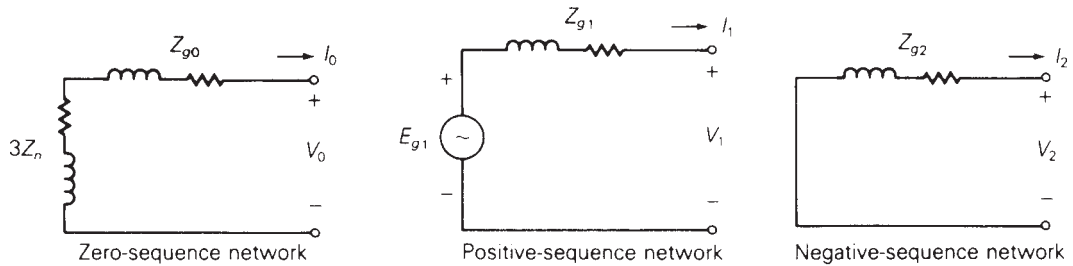 Z_g0
I_0
3Z_n
+
V_0
−
Zero-sequence network
Z_g1
I_1
+
E_g1
~
−
+
V_1
−
Positive-sequence network
Z_g2
I_2
+
V_2
−
Negative-sequence network